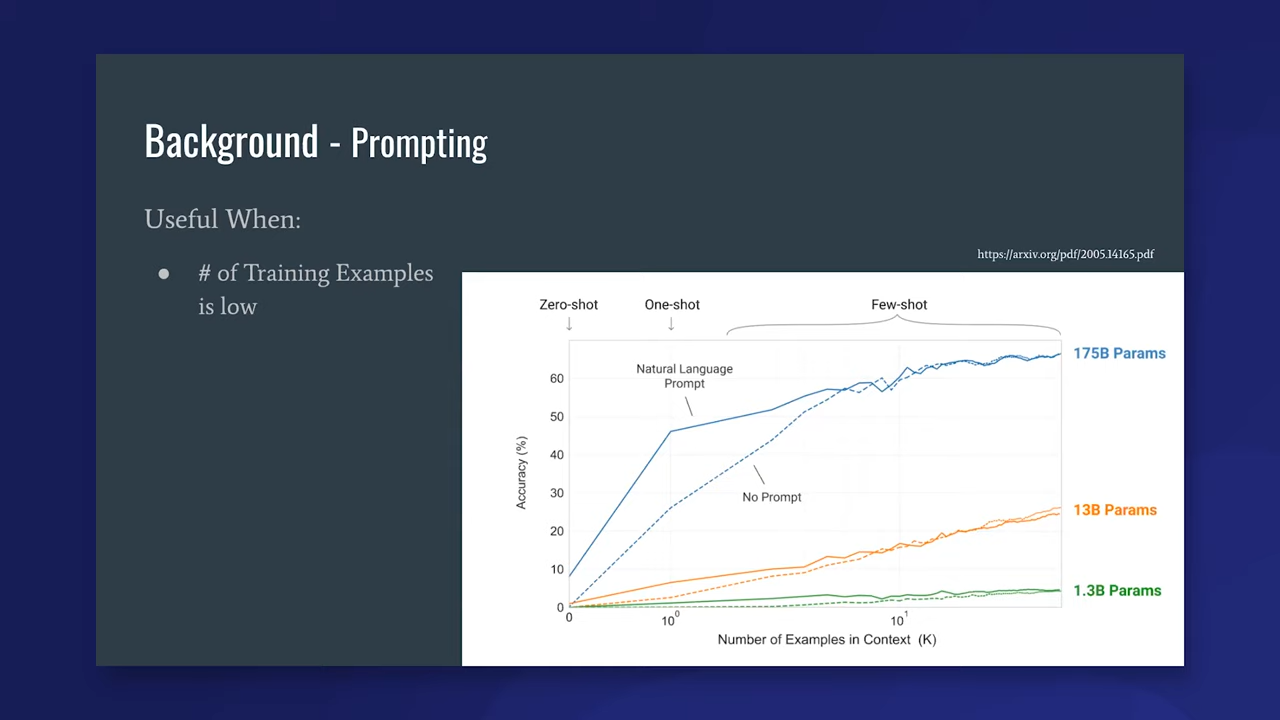 Background - Prompting
Useful When:
● # of Training Examples
is low
https://arxiv.org/pdf/2005.14165.pdf
Zero-shot One-shot Few-shot
175B Params
Natural Language
Prompt
No Prompt
13B Params
1.3B Params
Accuracy (%)
60
50
40
30
20
10
0
0 10⁰ 10¹
Number of Examples in Context (K)